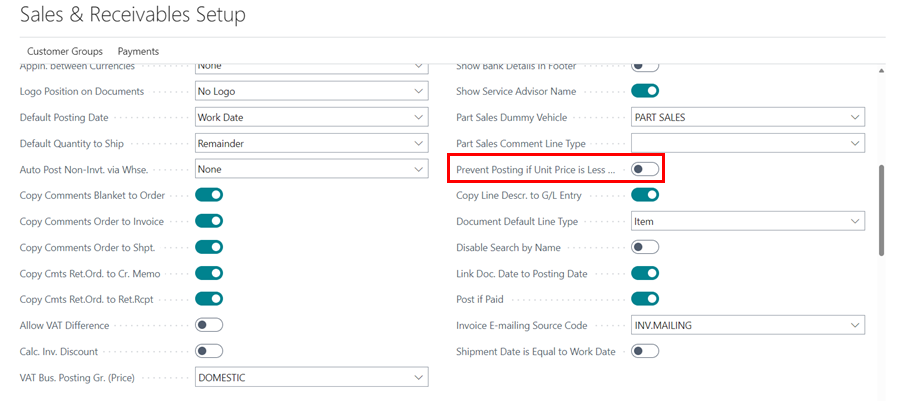 Sales & Receivables Setup
Customer Groups Payments
Appln. between Currencies None
Logo Position on Documents No Logo
Default Posting Date Work Date
Default Quantity to Ship Remainder
Auto Post Non-Invt. via Whse. None
Copy Comments Blanket to Order
Copy Comments Order to Invoice
Copy Comments Order to Shpt.
Copy Cmts Ret.Ord. to Cr. Memo
Copy Cmts Ret.Ord. to Ret.Rcpt
Allow VAT Difference
Calc. Inv. Discount
VAT Bus. Posting Gr. (Price) DOMESTIC
Show Bank Details in Footer
Show Service Advisor Name
Part Sales Dummy Vehicle PART SALES
Part Sales Comment Line Type
Prevent Posting if Unit Price is Less ...
Copy Line Descr. to G/L Entry
Document Default Line Type Item
Disable Search by Name
Link Doc. Date to Posting Date
Post if Paid
Invoice E-mailing Source Code INV.MAILING
Shipment Date is Equal to Work Date